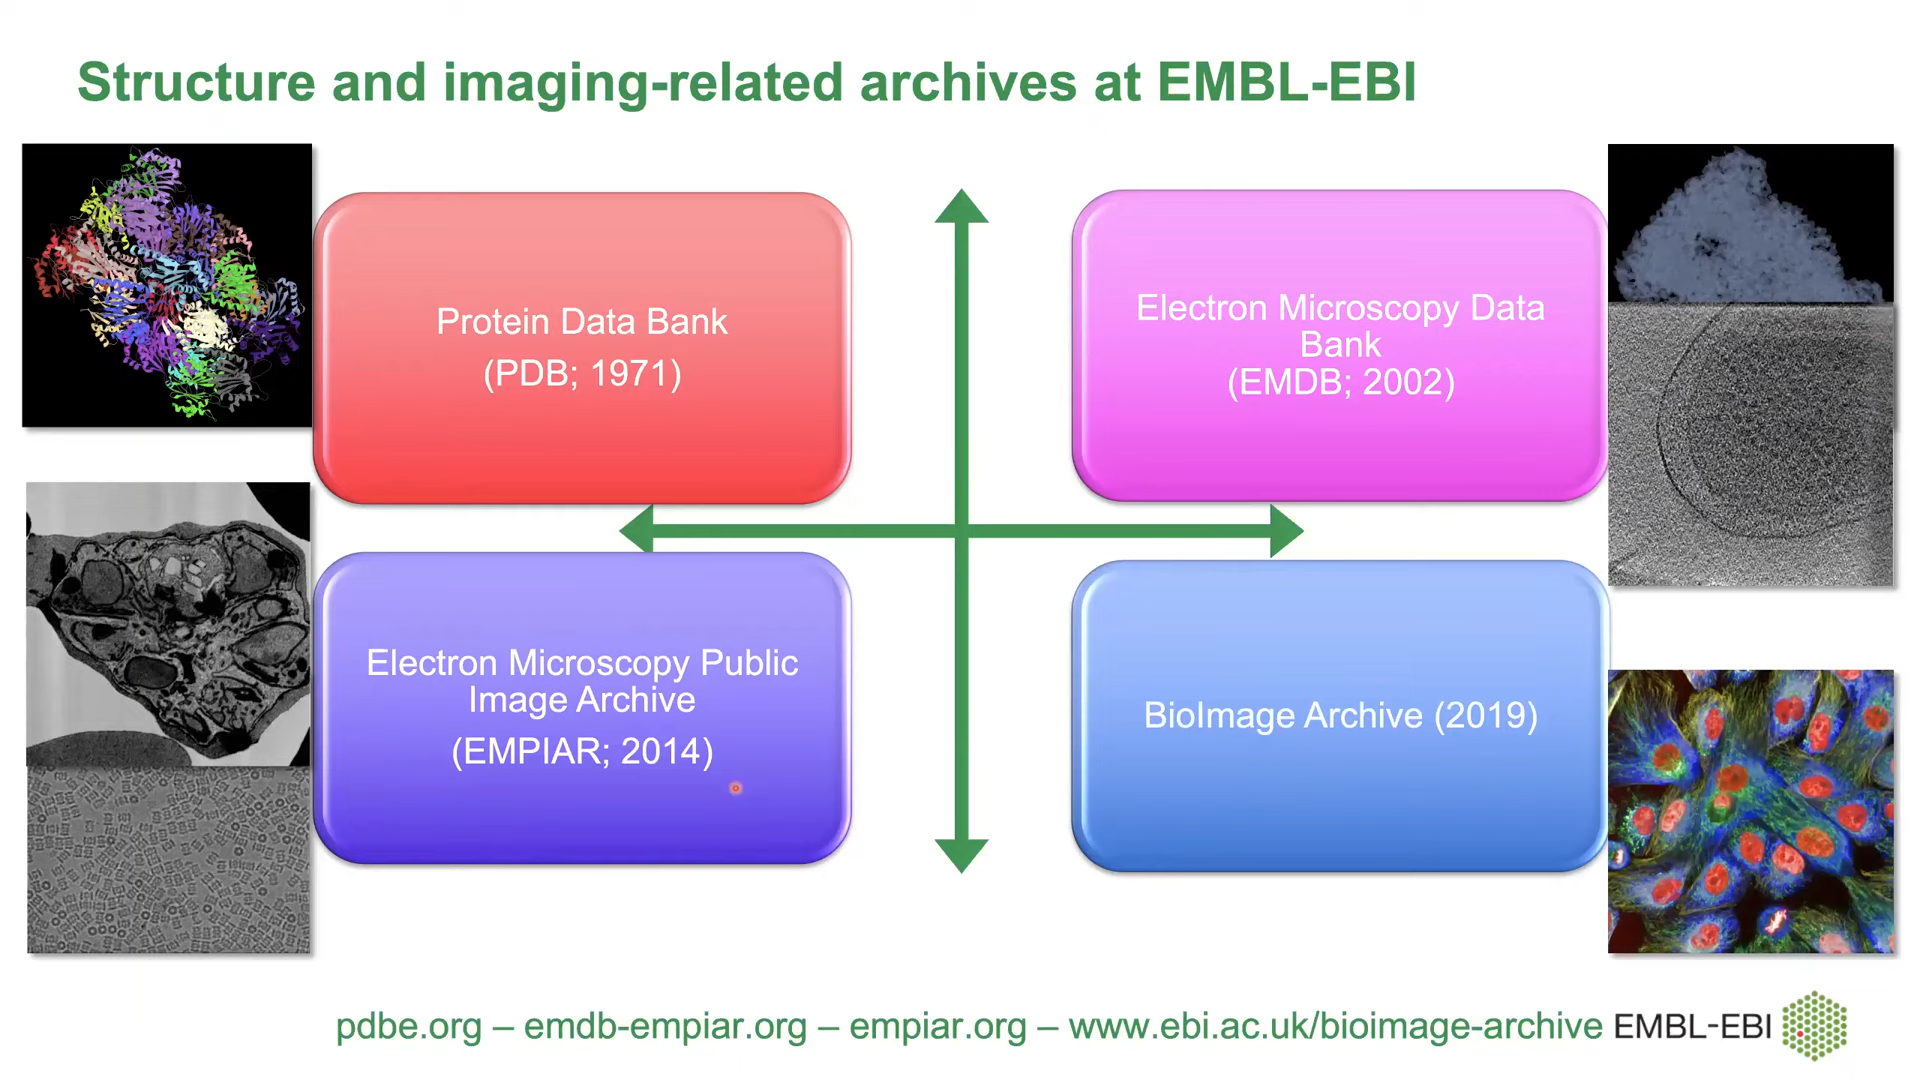 Structure and imaging-related archives at EMBL-EBI
Protein Data Bank
(PDB; 1971)
Electron Microscopy Data
Bank
(EMDB; 2002)
Electron Microscopy Public
Image Archive
(EMPIAR; 2014)
BioImage Archive (2019)
pdbe.org – emdb-empiar.org – empiar.org – www.ebi.ac.uk/bioimage-archive
EMBL-EBI